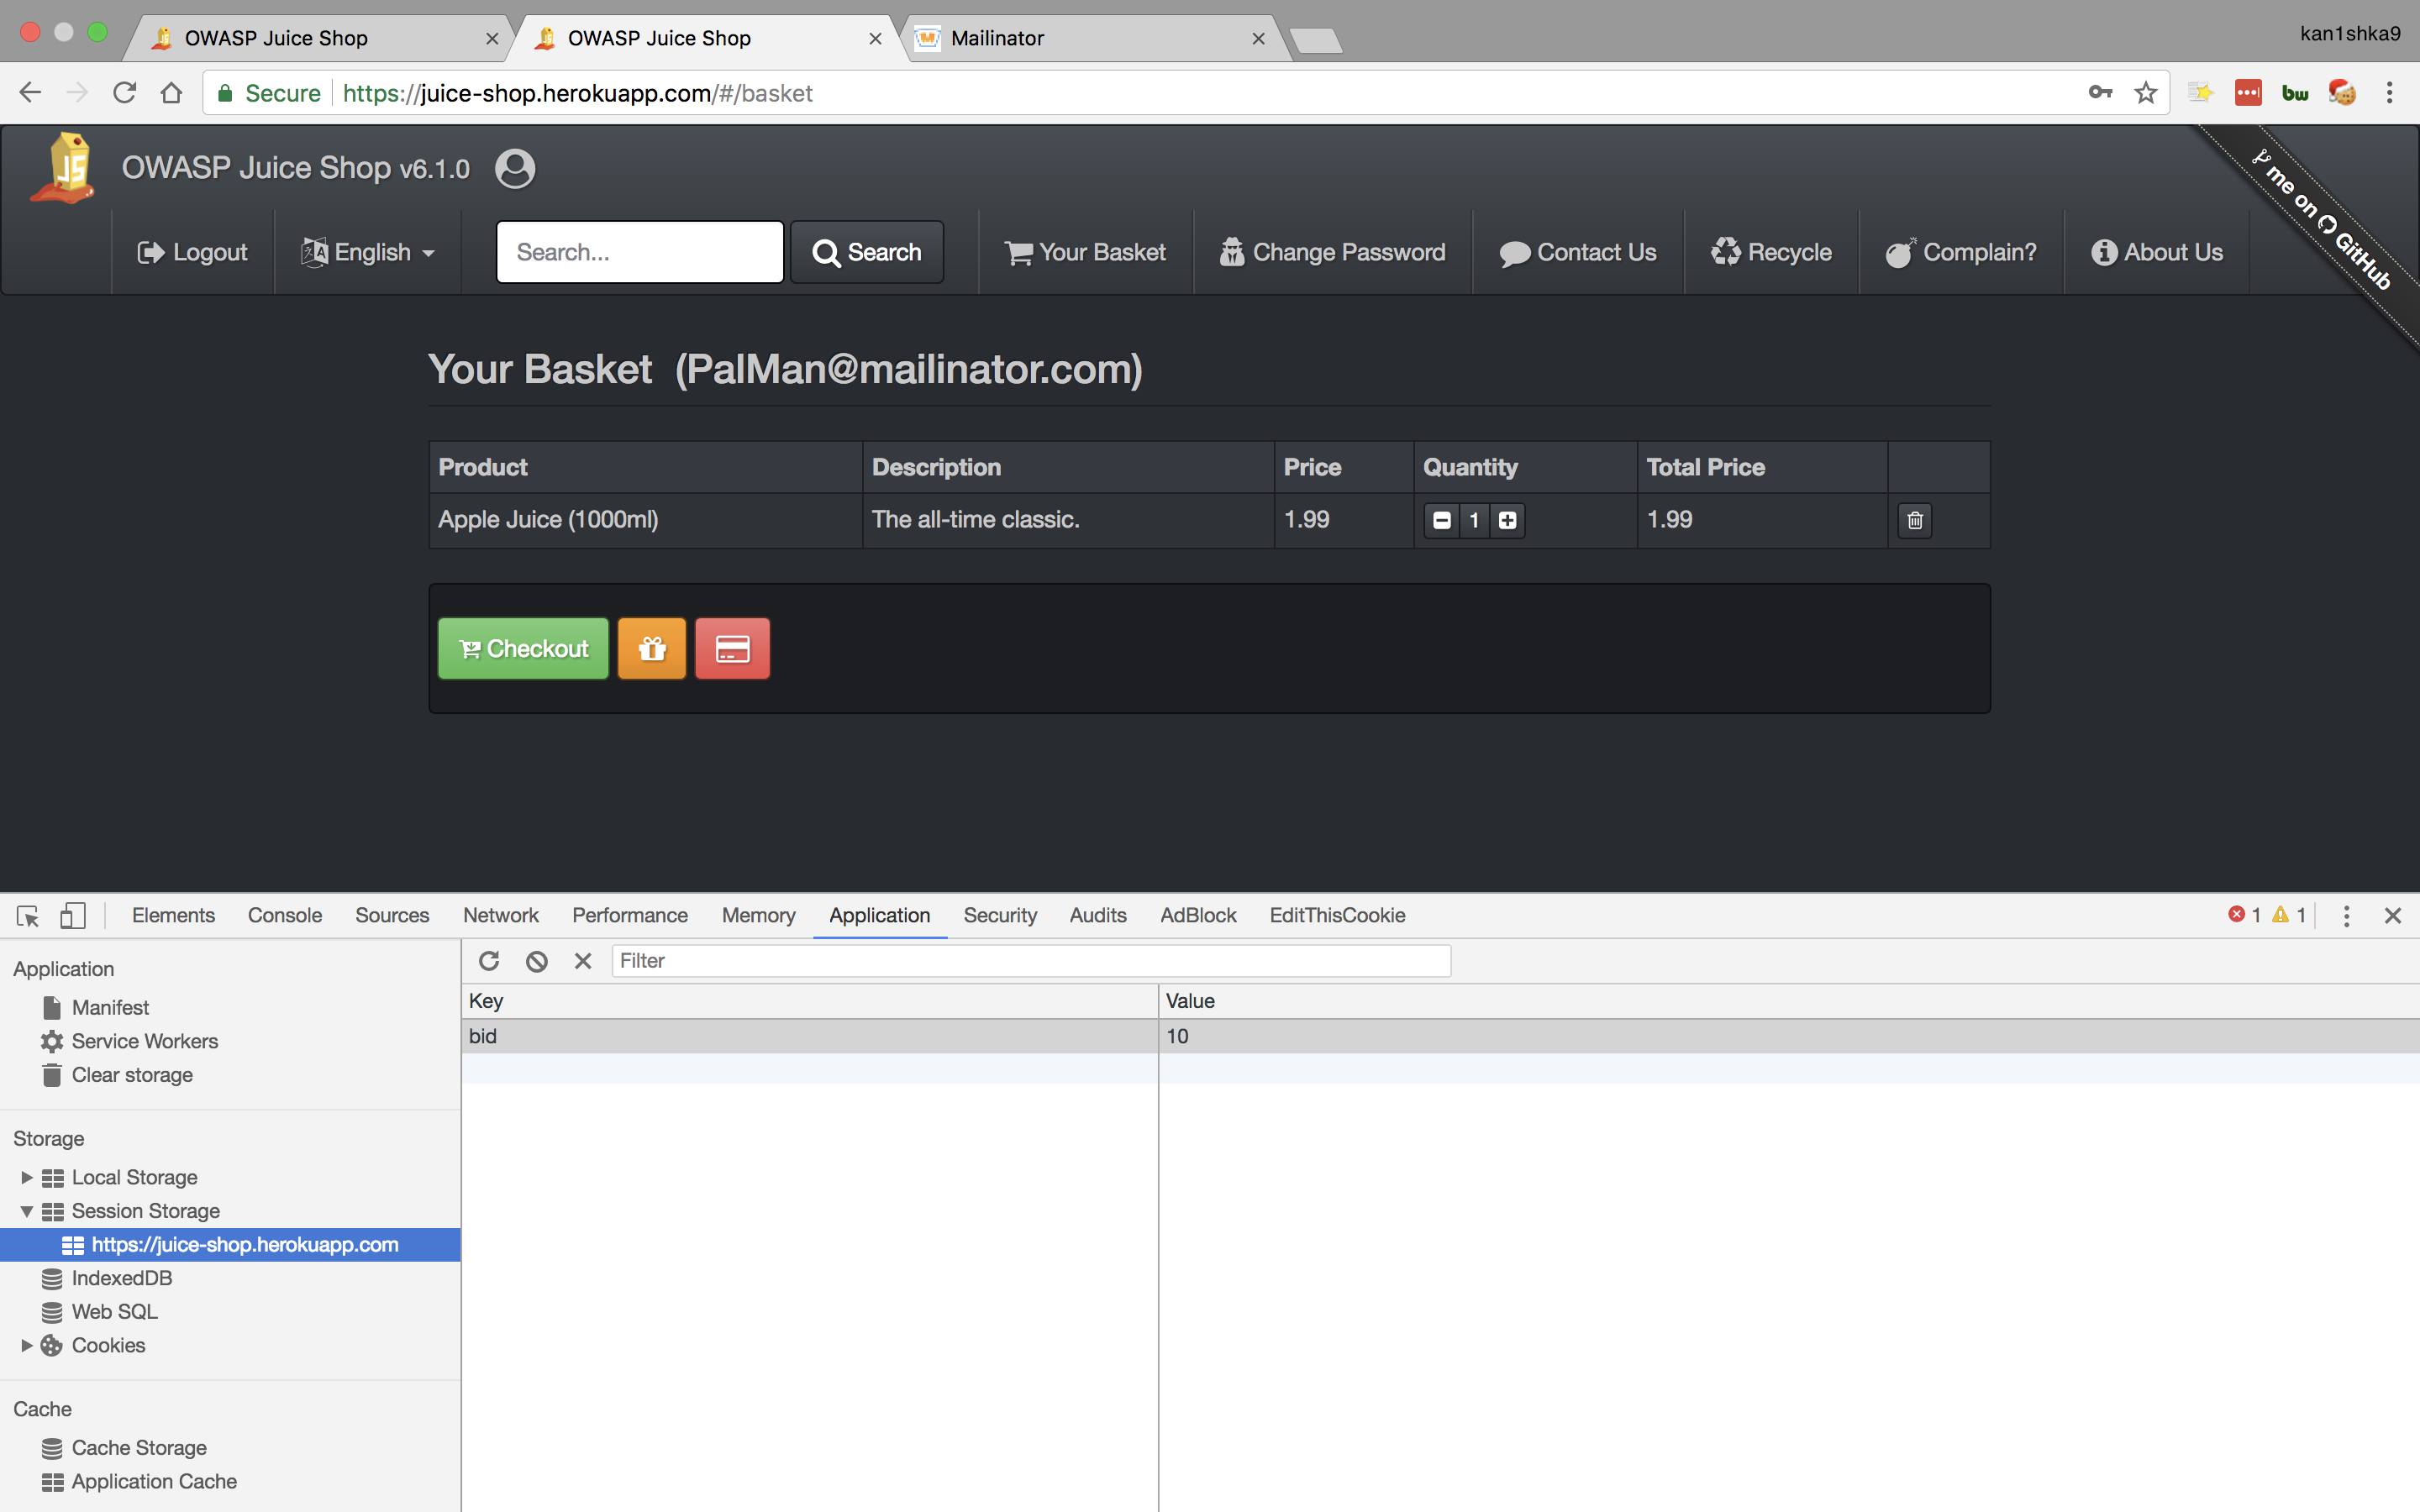 OWASP Juice Shop
OWASP Juice Shop
Mailinator
kan1shka9
Secure https://juice-shop.herokuapp.com/#/basket
bw
JS
OWASP Juice Shop v6.1.0
me on GitHub
Logout
English
Search...
Search
Your Basket
Change Password
Contact Us
Recycle
Complain?
About Us
Your Basket (PalMan@mailinator.com)
Product Description Price Quantity Total Price
Apple Juice (1000ml) The all-time classic. 1.99 1 1.99
Checkout
Elements Console Sources Network Performance Memory Application Security Audits AdBlock EditThisCookie 1 1
Application
Manifest
Service Workers
Clear storage
Storage
Local Storage
Session Storage
https://juice-shop.herokuapp.com
IndexedDB
Web SQL
Cookies
Cache
Cache Storage
Application Cache
Filter
Key Value
bid 10